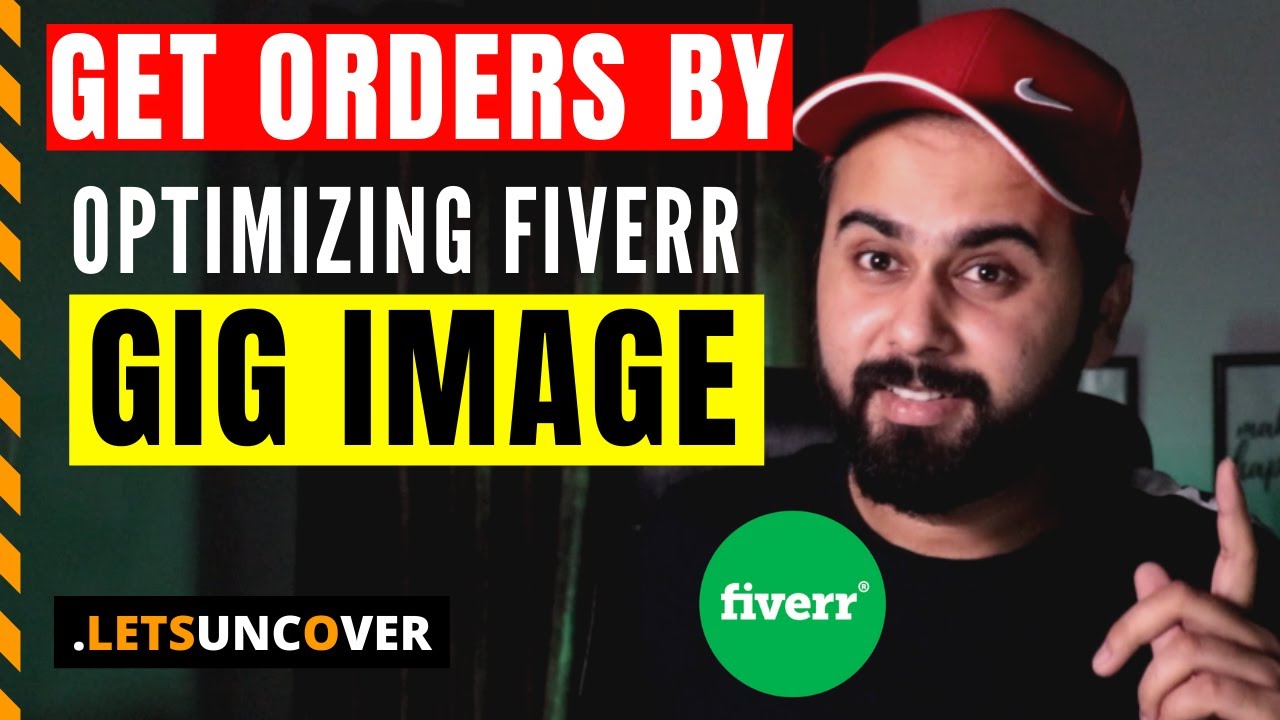 GET ORDERS BY
OPTIMIZING FIVERR
GIG IMAGE
fiverr®
.LETSUNCOVER